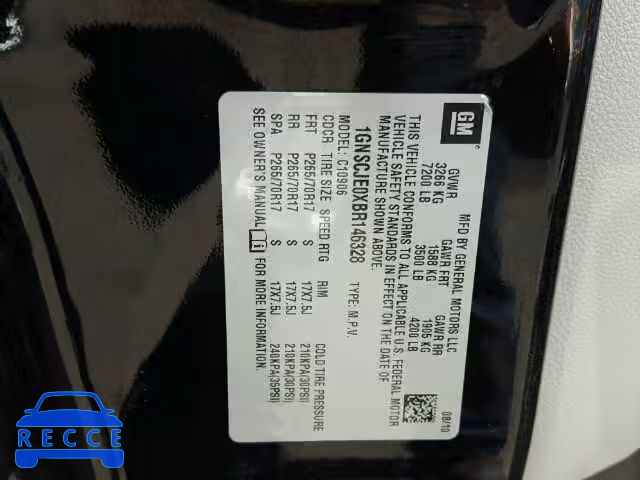 GM
MFD BY GENERAL MOTORS LLC
GVWR GAWR FRT GAWR RR
3266 KG 1588 KG 1905 KG
7200 LB 3500 LB 4200 LB
08/10
THIS VEHICLE CONFORMS TO ALL APPLICABLE U.S. FEDERAL MOTOR
VEHICLE SAFETY STANDARDS IN EFFECT ON THE DATE OF
MANUFACTURE SHOWN ABOVE.
1GNSCJE0XBR146328 TYPE: M.P.V.
MODEL: C10906
CDCR TIRE SIZE SPEED RTG RIM COLD TIRE PRESSURE
FRT P265/70R17 S 17X7.5J 210KPA(30PSI)
RR P265/70R17 S 17X7.5J 210KPA(30PSI)
SPA P265/70R17 S 17X7.5J 240KPA(35PSI)
SEE OWNER'S MANUAL FOR MORE INFORMATION.
RECCE